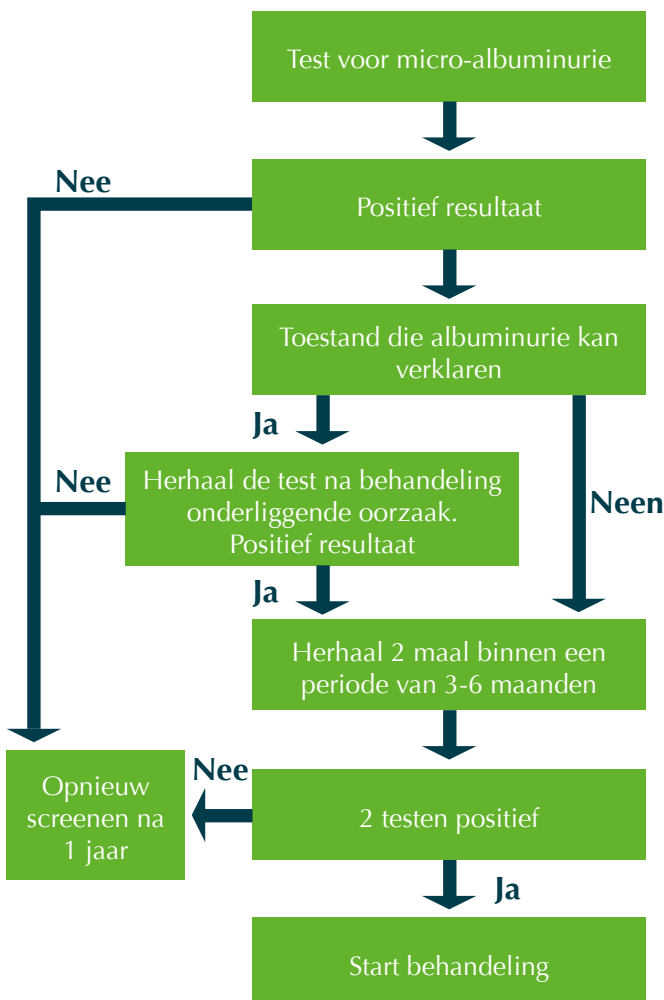 Test voor micro-albuminurie
Nee
Positief resultaat
Toestand die albuminurie kan
verklaren
Ja
Neen
Nee
Herhaal de test na behandeling
onderliggende oorzaak.
Positief resultaat
Ja
Herhaal 2 maal binnen een
periode van 3-6 maanden
Nee
Opnieuw
screenen na
1 jaar
2 testen positief
Ja
Start behandeling